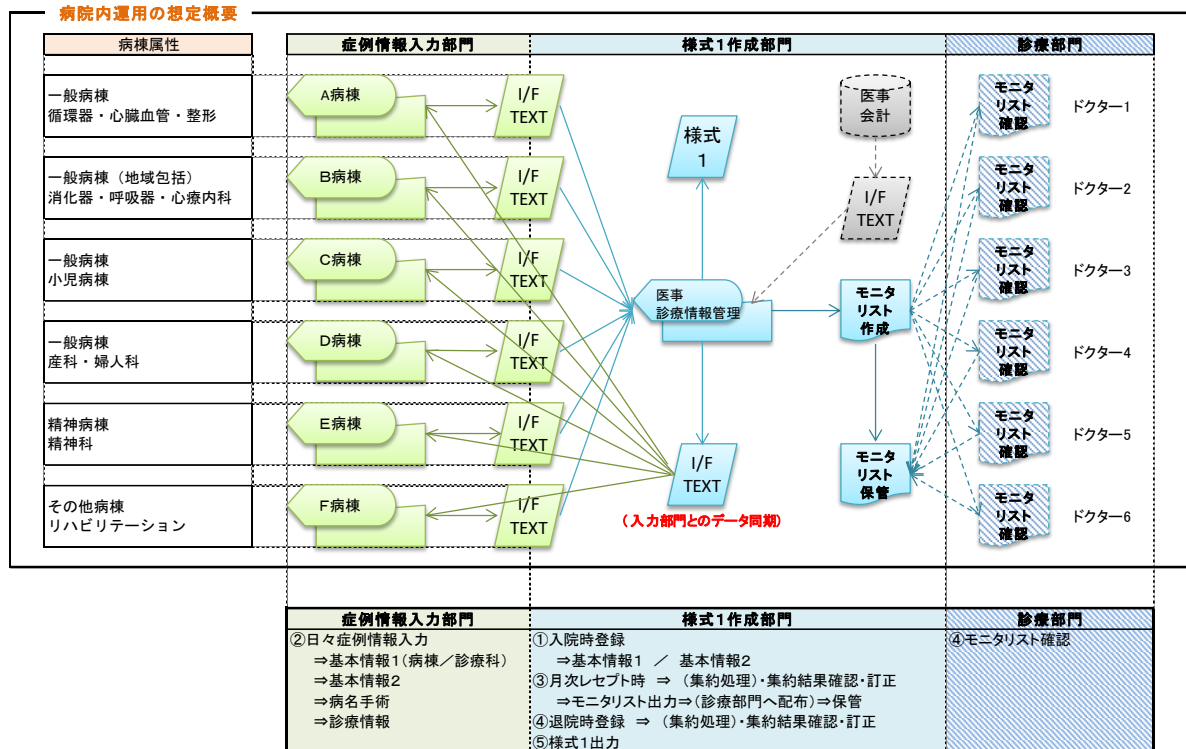 病院内運用の想定概要
病棟属性
症例情報入力部門
様式1作成部門
診療部門
一般病棟
循環器・心臓血管・整形
A病棟
I/F
TEXT
様式
1
医事
会計
モニタ
リスト
確認
ドクター1
一般病棟（地域包括）
消化器・呼吸器・心療内科
B病棟
I/F
TEXT
I/F
TEXT
モニタ
リスト
確認
ドクター2
一般病棟
小児病棟
C病棟
I/F
TEXT
医事
診療情報管理
モニタ
リスト
作成
モニタ
リスト
確認
ドクター3
一般病棟
産科・婦人科
D病棟
I/F
TEXT
モニタ
リスト
確認
ドクター4
精神病棟
精神科
E病棟
I/F
TEXT
I/F
TEXT
(入力部門とのデータ同期)
モニタ
リスト
保管
モニタ
リスト
確認
ドクター5
その他病棟
リハビリテーション
F病棟
I/F
TEXT
モニタ
リスト
確認
ドクター6
症例情報入力部門
②日々症例情報入力
⇒基本情報1(病棟／診療科)
⇒基本情報2
⇒病名手術
⇒診療情報
様式1作成部門
①入院時登録
⇒基本情報1 ／ 基本情報2
③月次レセプト時 ⇒ (集約処理)・集約結果確認・訂正
⇒モニタリスト出力⇒(診療部門へ配布)⇒保管
④退院時登録 ⇒ (集約処理)・集約結果確認・訂正
⑤様式1出力
診療部門
④モニタリスト確認